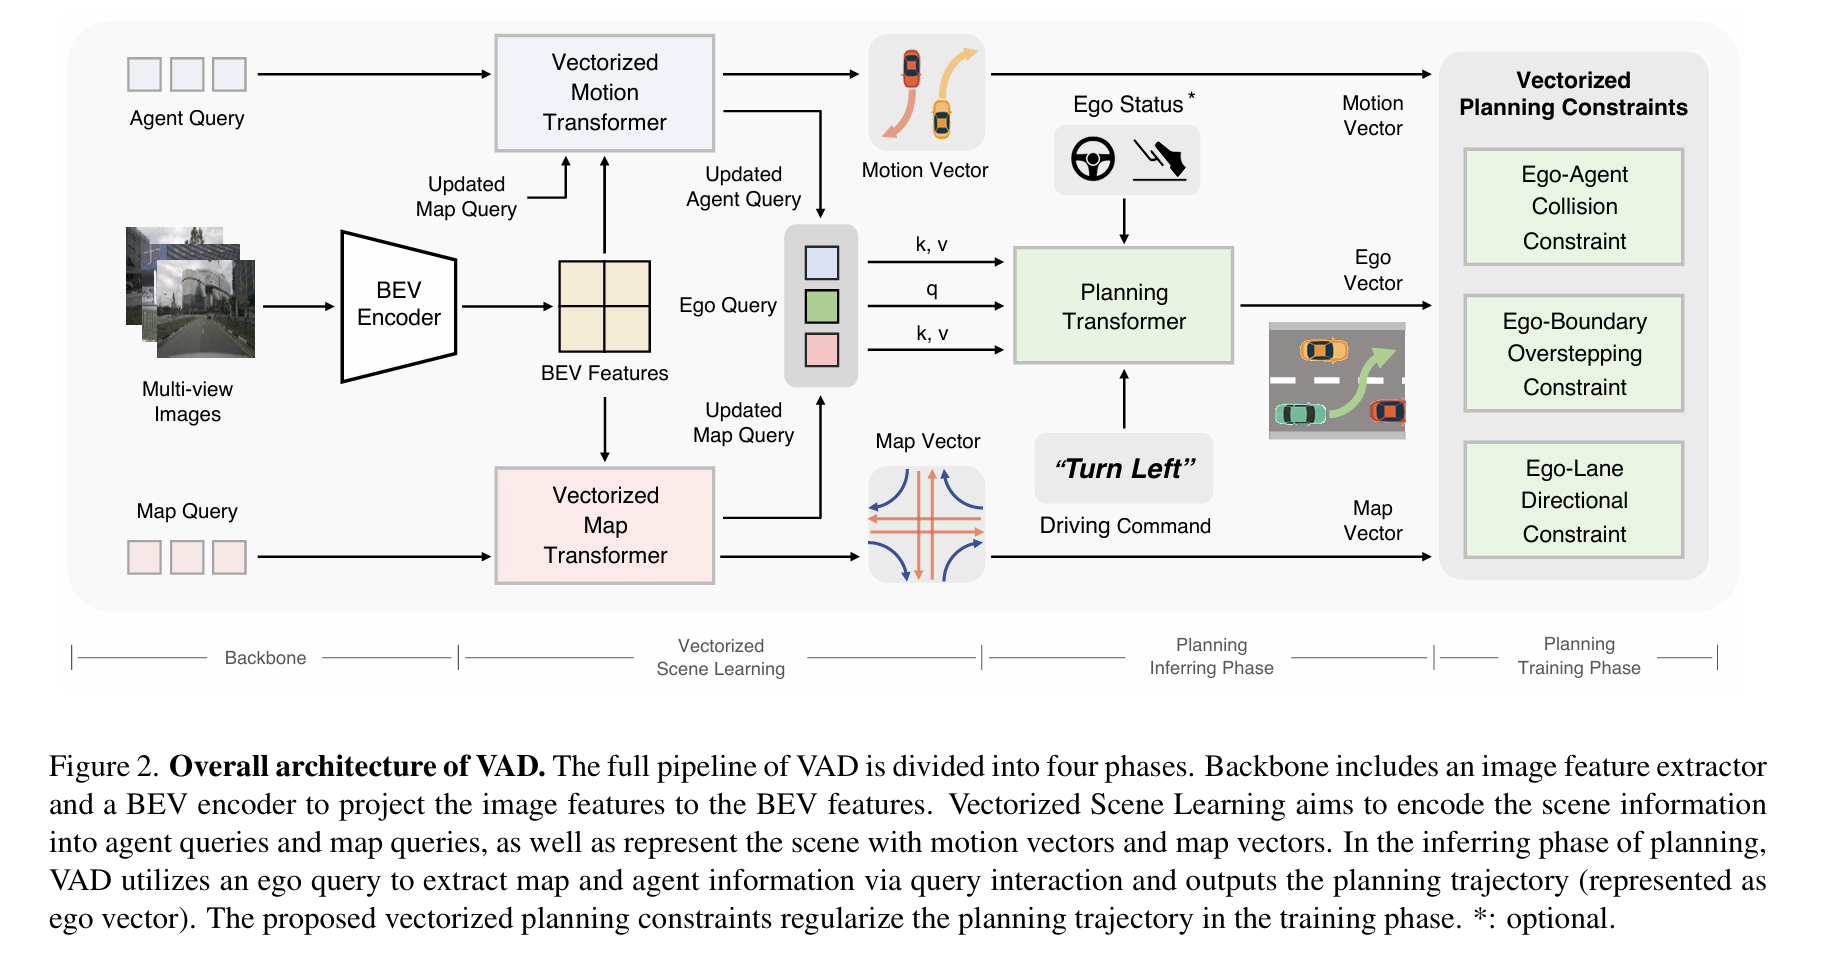 Agent Query
Vectorized
Motion
Transformer
Motion Vector
Ego Status *
Motion
Vector
Vectorized
Planning Constraints
Ego-Agent
Collision
Constraint
Updated
Map Query
Updated
Agent Query
Multi-view
Images
BEV
Encoder
BEV Features
Ego Query
k, v
q
k, v
Planning
Transformer
Ego
Vector
Ego-Boundary
Overstepping
Constraint
Updated
Map Query
Map Query
Vectorized
Map
Transformer
Map Vector
“Turn Left”
Driving Command
Map
Vector
Ego-Lane
Directional
Constraint
Backbone
Vectorized
Scene Learning
Planning
Inferring Phase
Planning
Training Phase
Figure 2. Overall architecture of VAD. The full pipeline of VAD is divided into four phases. Backbone includes an image feature extractor
and a BEV encoder to project the image features to the BEV features. Vectorized Scene Learning aims to encode the scene information
into agent queries and map queries, as well as represent the scene with motion vectors and map vectors. In the inferring phase of planning,
VAD utilizes an ego query to extract map and agent information via query interaction and outputs the planning trajectory (represented as
ego vector). The proposed vectorized planning constraints regularize the planning trajectory in the training phase. *: optional.